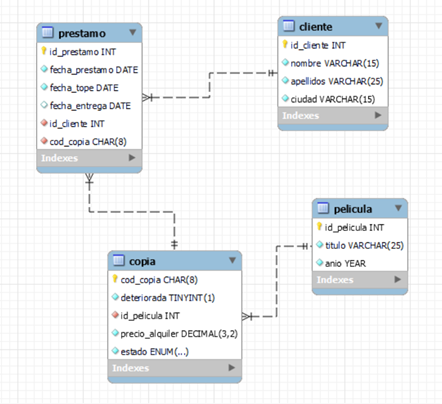 prestamo
id_prestamo INT
fecha_prestamo DATE
fecha_tope DATE
fecha_entrega DATE
id_cliente INT
cod_copia CHAR(8)
Indexes
cliente
id_cliente INT
nombre VARCHAR(15)
apellidos VARCHAR(25)
ciudad VARCHAR(15)
Indexes
copia
cod_copia CHAR(8)
deteriorada TINYINT(1)
id_pelicula INT
precio_alquiler DECIMAL(3,2)
estado ENUM(...)
Indexes
pelicula
id_pelicula INT
titulo VARCHAR(25)
anio YEAR
Indexes